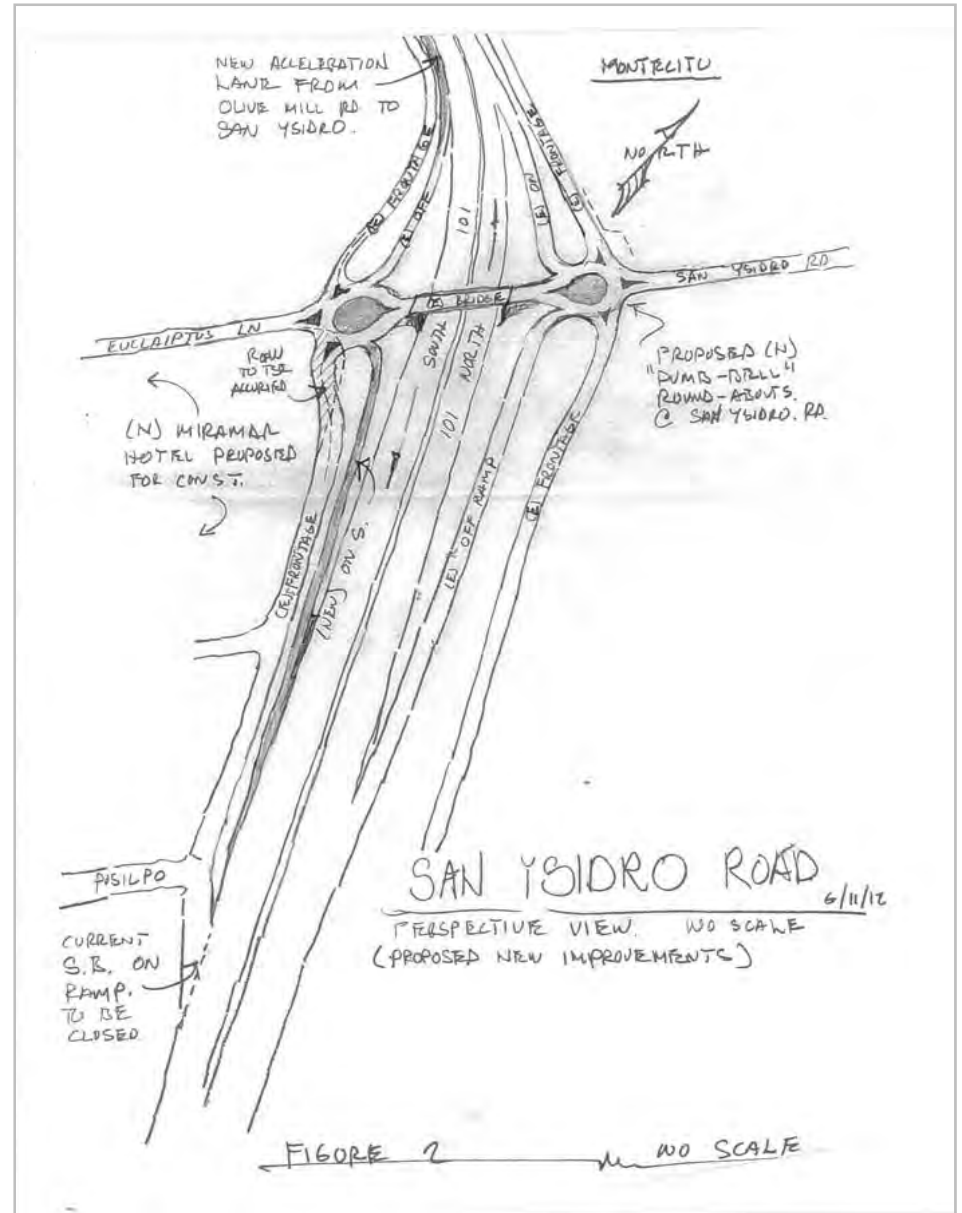 NEW ACCELERATION
LANE FROM
OLIVE MILL RD TO
SAN YSIDRO.
MONTECITO
NORTH
(E) FRONTAGE
(E) OFF
101
(E) ON
(E) FRONTAGE
SAN YSIDRO RD
(E) BRIDGE
EUCLAIPTUS LN
SOUTH
NORTH
101
ROW
TO BE
ACCURIED
PROPOSED (N)
"DUMB-BELL"
ROUND-ABOUTS.
@ SAN YSIDRO. RD.
(N) MIRAMAR
HOTEL PROPOSED
FOR CONST.
(E) FRONTAGE
(NEW) ON S.
(E) OFF RAMP
(E) FRONTAGE
POSILPO
CURRENT
S.B. ON
RAMP.
TO BE
CLOSED
SAN YSIDRO ROAD
6/11/12
PERSPECTIVE VIEW. NO SCALE
(PROPOSED NEW IMPROVEMENTS)
FIGURE 2
NO SCALE